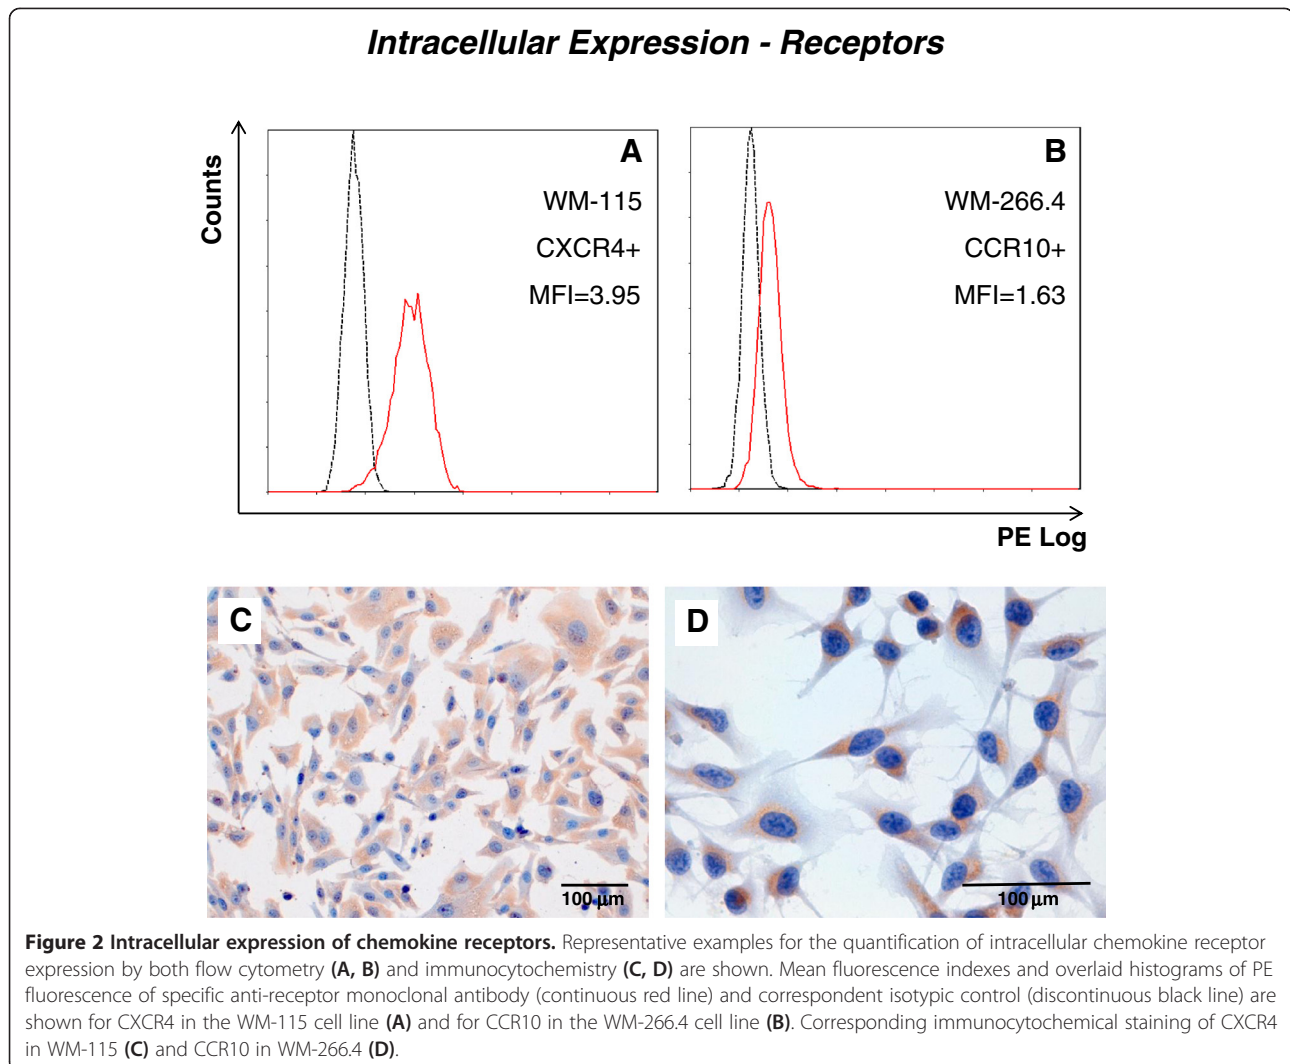 Intracellular Expression - Receptors
Counts
A
WM-115
CXCR4+
MFI=3.95
B
WM-266.4
CCR10+
MFI=1.63
PE Log
C
100 µm
D
100 µm
Figure 2 Intracellular expression of chemokine receptors. Representative examples for the quantification of intracellular chemokine receptor
expression by both flow cytometry (A, B) and immunocytochemistry (C, D) are shown. Mean fluorescence indexes and overlaid histograms of PE
fluorescence of specific anti-receptor monoclonal antibody (continuous red line) and correspondent isotypic control (discontinuous black line) are
shown for CXCR4 in the WM-115 cell line (A) and for CCR10 in the WM-266.4 cell line (B). Corresponding immunocytochemical staining of CXCR4
in WM-115 (C) and CCR10 in WM-266.4 (D).